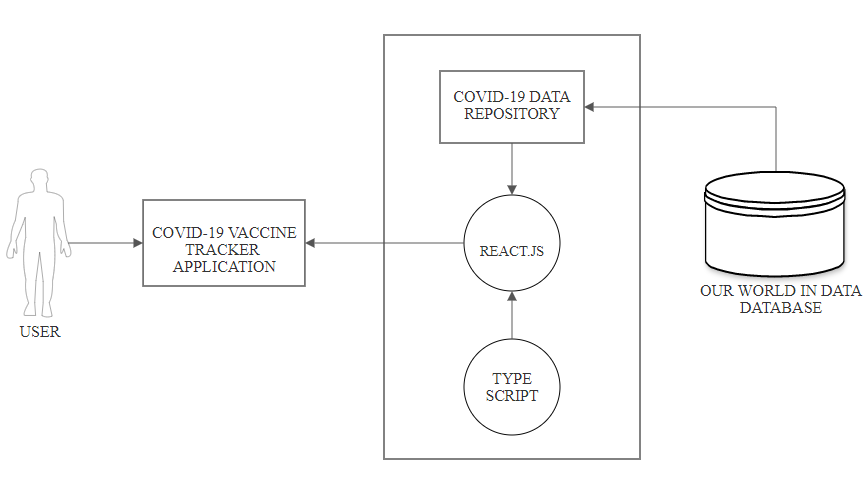 COVID-19 DATA
REPOSITORY
COVID-19 VACCINE
TRACKER
APPLICATION
REACT.JS
OUR WORLD IN DATA
DATABASE
USER
TYPE
SCRIPT